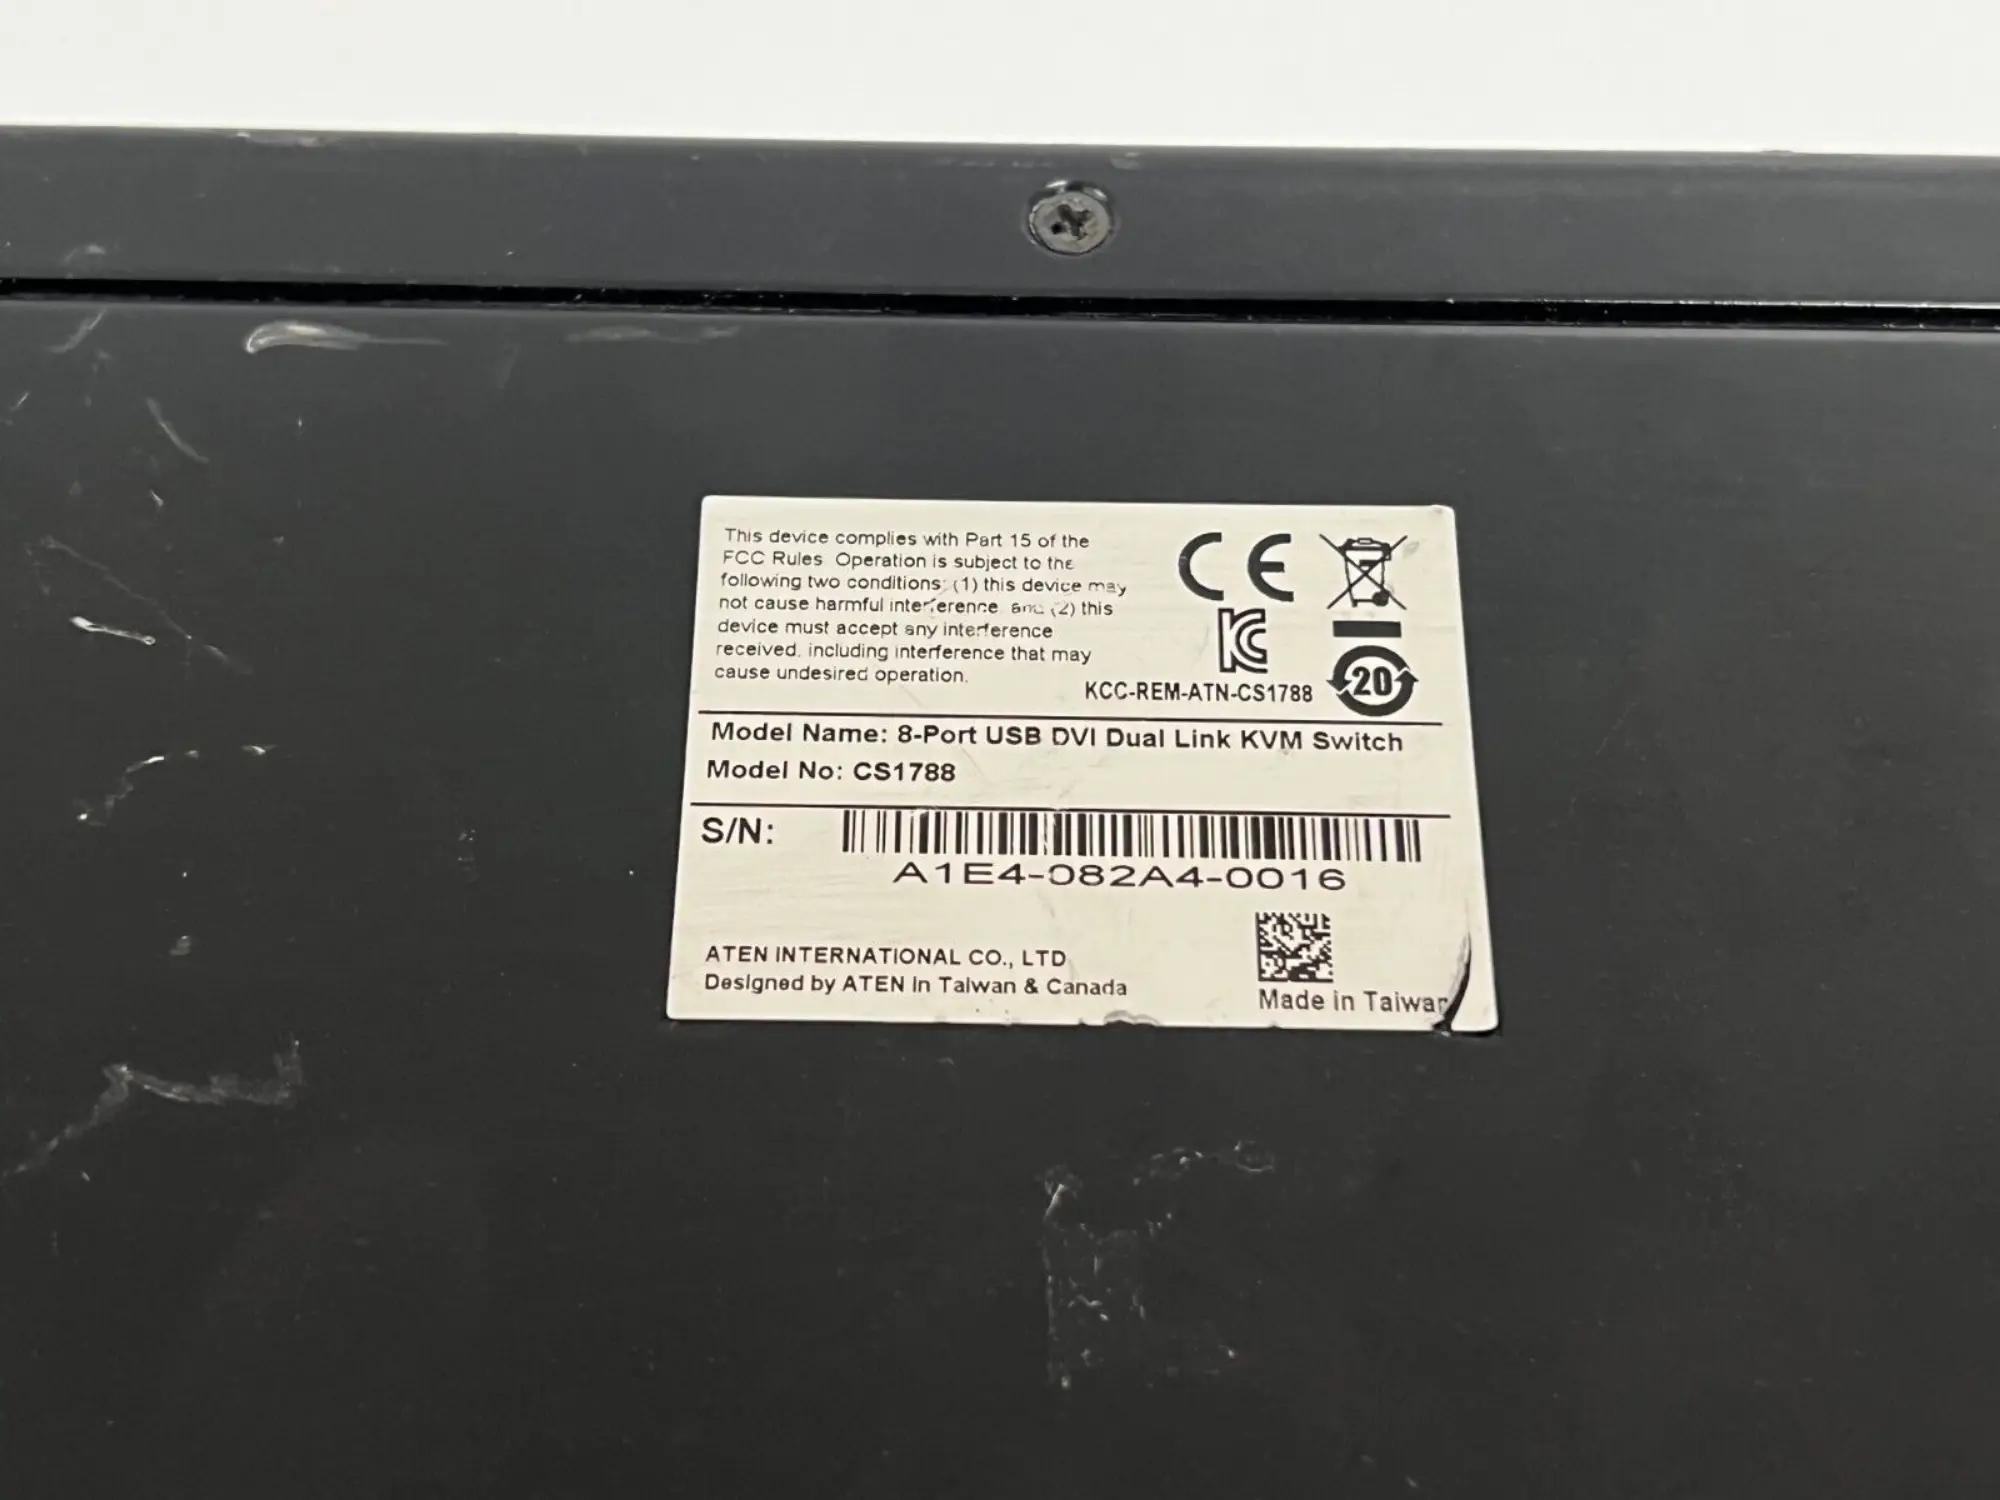 This device complies with Part 15 of the
FCC Rules. Operation is subject to the
following two conditions: (1) this device may
not cause harmful interference, and (2) this
device must accept any interference
received, including interference that may
cause undesired operation.
CE
KC
KCC-REM-ATN-CS1788
20
Model Name: 8-Port USB DVI Dual Link KVM Switch
Model No: CS1788
S/N:
A1E4-082A4-0016
ATEN INTERNATIONAL CO., LTD
Designed by ATEN in Taiwan & Canada
Made in Taiwan